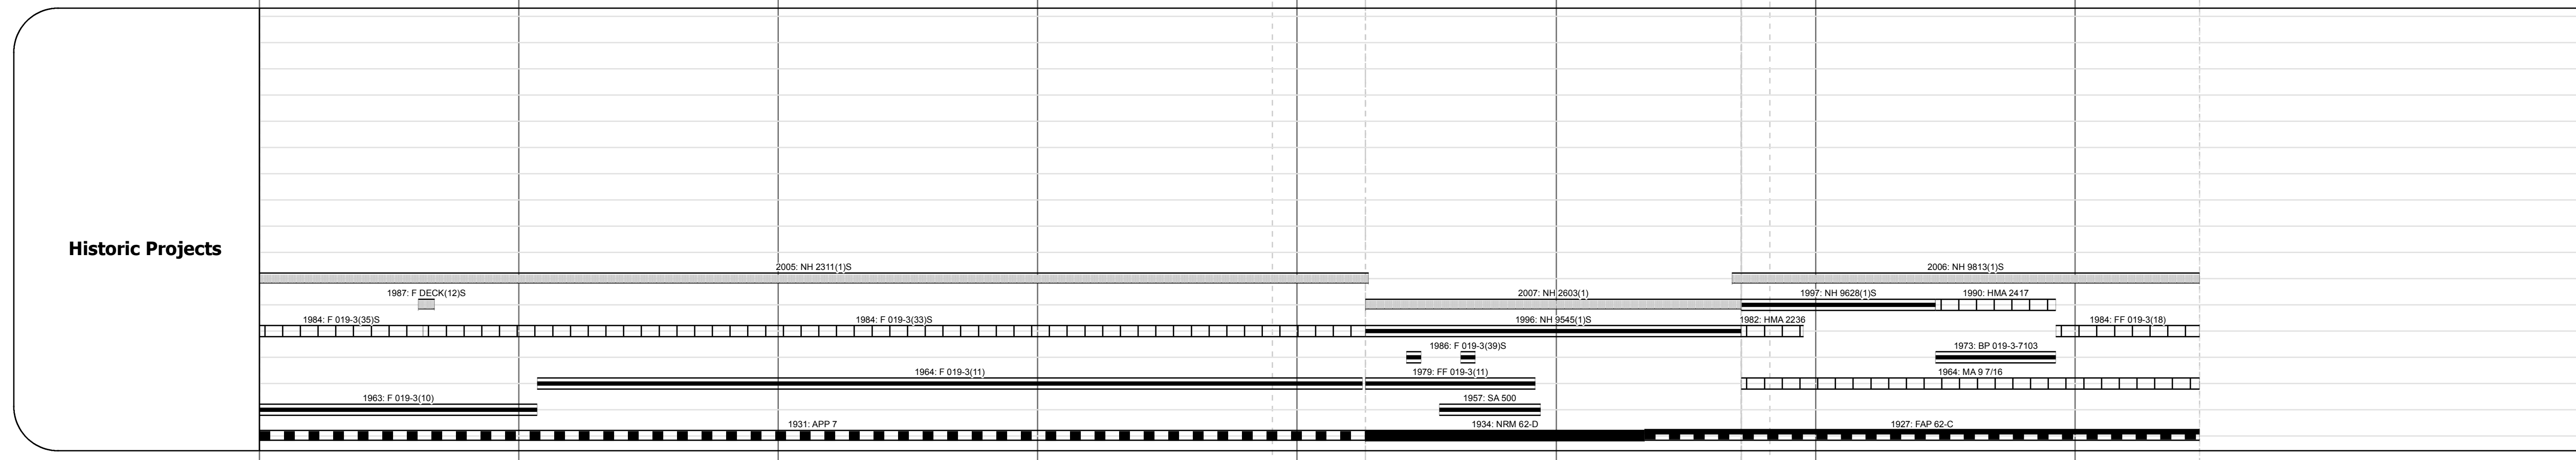 Historic Projects
2005: NH 2311(1)S
2006: NH 9813(1)S
1987: F DECK(12)S
2007: NH 2603(1)
1997: NH 9628(1)S
1990: HMA 2417
1984: F 019-3(35)S
1984: F 019-3(33)S
1996: NH 9545(1)S
1982: HMA 2236
1984: FF 019-3(18)
1986: F 019-3(39)S
1973: BP 019-3-7103
1964: F 019-3(11)
1979: FF 019-3(11)
1964: MA 9 7/16
1963: F 019-3(10)
1957: SA 500
1931: APP 7
1934: NRM 62-D
1927: FAP 62-C